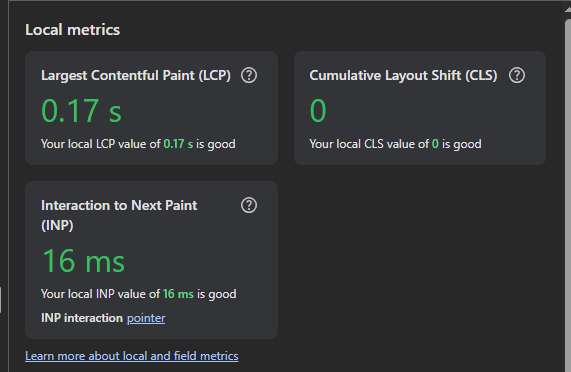 Local metrics
Largest Contentful Paint (LCP)
0.17 s
Your local LCP value of 0.17 s is good
Cumulative Layout Shift (CLS)
0
Your local CLS value of 0 is good
Interaction to Next Paint
(INP)
16 ms
Your local INP value of 16 ms is good
INP interaction pointer
Learn more about local and field metrics